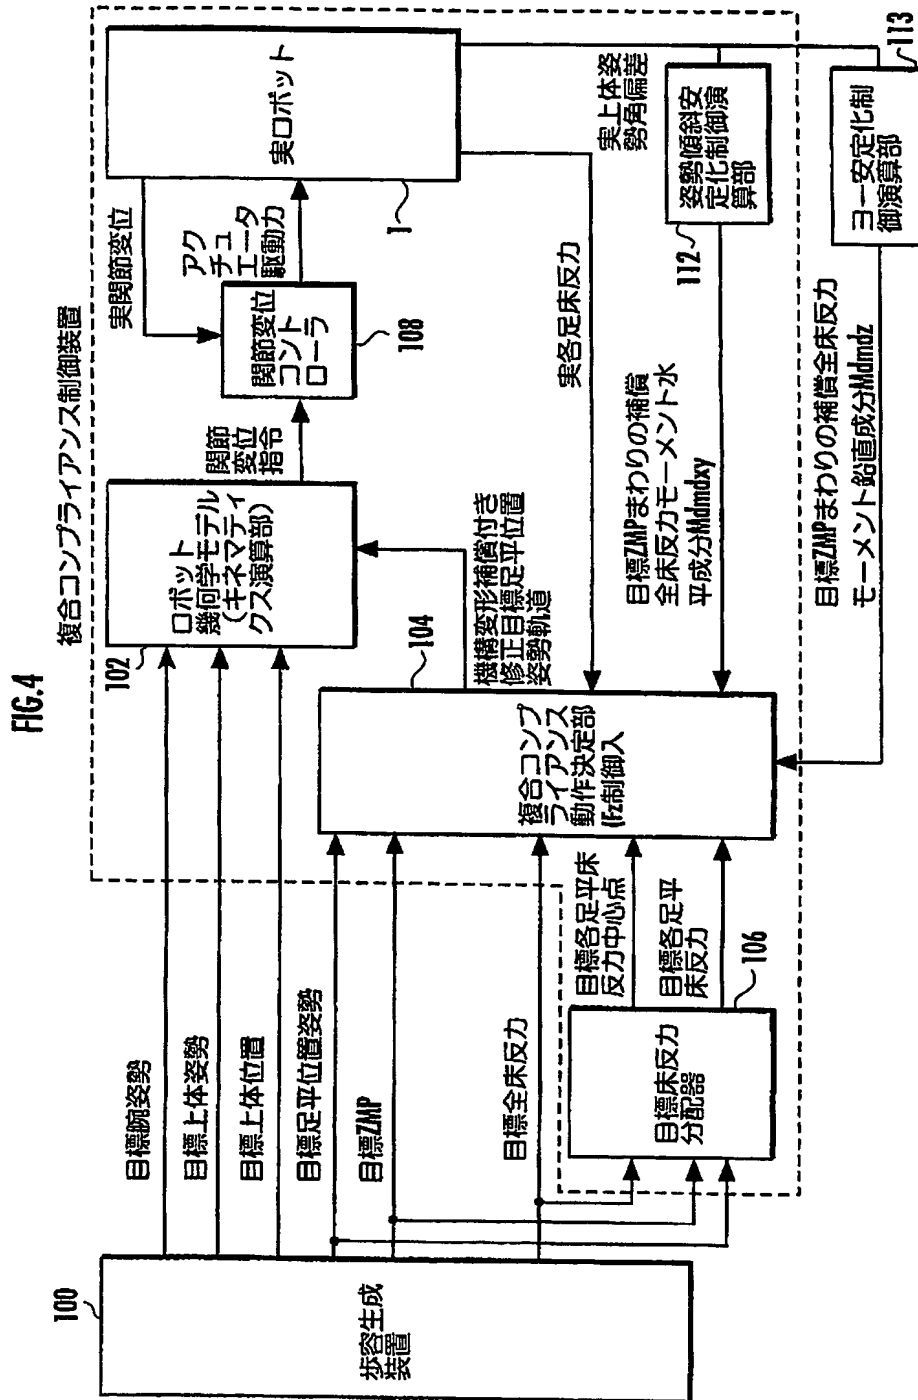 FIG.4
複合コンプライアンス制御装置
100
歩容生成
装置
目標腕姿勢
目標上体姿勢
目標上体位置
目標足平位置姿勢
目標ZMP
目標全床反力
目標床反力
分配器
106
目標各足平床
反力中心点
目標各足平
床反力
102
ロボット
幾何学モデル
(キネマティ
クス演算部)
104
複合コンプ
ライアンス
動作決定部
(Fz制御入
機構変形補償付き
修正目標足平位置
姿勢軌道
関節
変位
指令
関節変位
コント
ローラ
108
実関節変位
アク
チュ
エータ
駆動力
実ロボット
1
実各足床反力
実上体姿
勢角偏差
姿勢傾斜安
定化制御演
算部
112
目標ZMPまわりの補償
全床反力モーメント水
平成分Mdmdxy
ヨー安定化制
御演算部
113
目標ZMPまわりの補償全床反力
モーメント鉛直成分Mdmdz